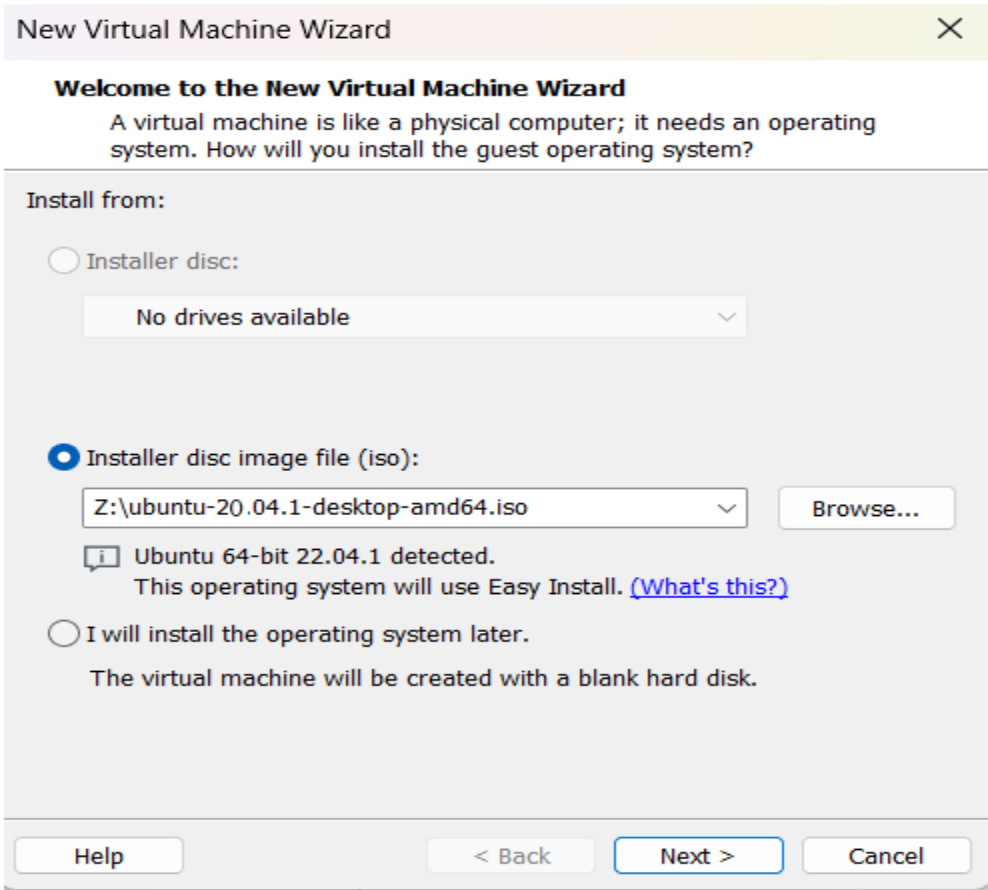 New Virtual Machine Wizard
Welcome to the New Virtual Machine Wizard
A virtual machine is like a physical computer; it needs an operating
system. How will you install the guest operating system?
Install from:
Installer disc:
No drives available
Installer disc image file (iso):
Z:\ubuntu-20.04.1-desktop-amd64.iso
Browse...
Ubuntu 64-bit 22.04.1 detected.
This operating system will use Easy Install. (What's this?)
I will install the operating system later.
The virtual machine will be created with a blank hard disk.
Help
< Back
Next >
Cancel